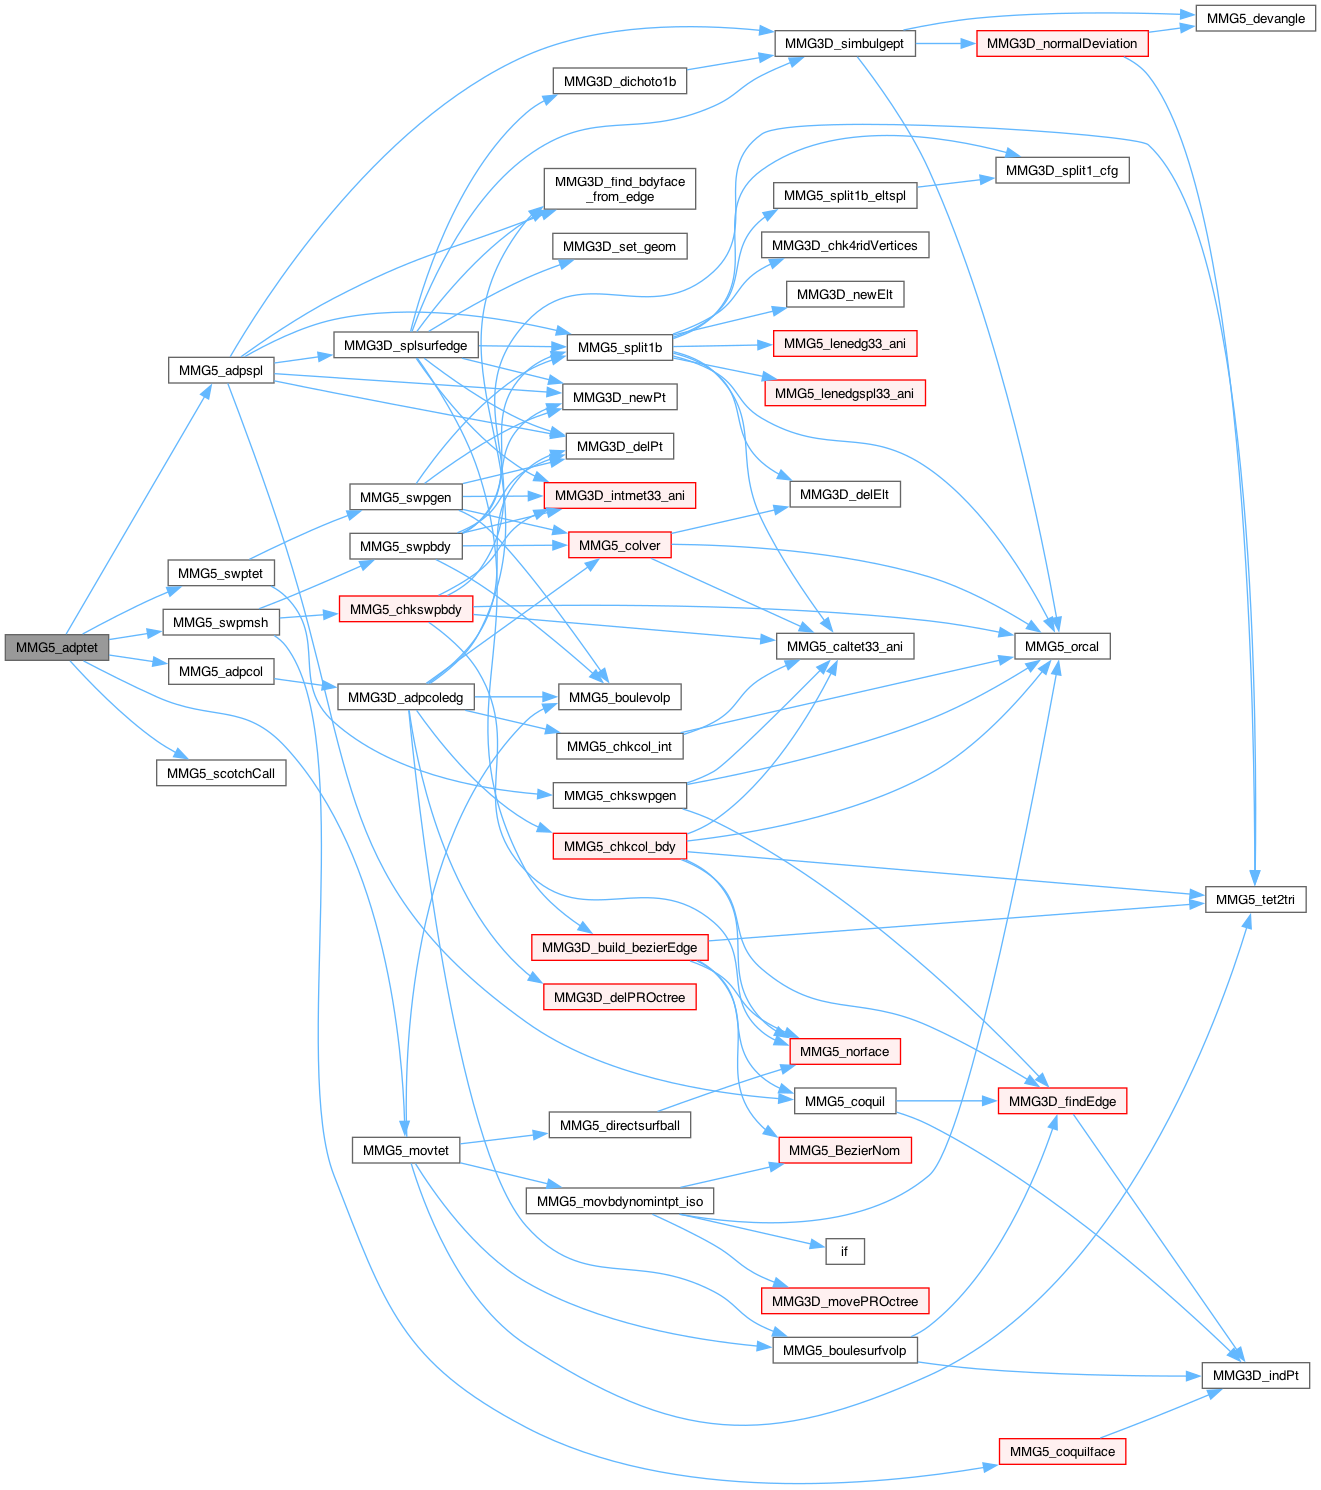 MMG5_adptet
MMG5_adpspl
MMG5_swptet
MMG5_swpmsh
MMG5_adpcol
MMG5_scotchCall
MMG3D_splsurfedge
MMG5_swpgen
MMG5_swpbdy
MMG5_chkswpbdy
MMG3D_adpcoledg
MMG5_movtet
MMG3D_dichoto1b
MMG3D_find_bdyface
_from_edge
MMG3D_set_geom
MMG5_split1b
MMG3D_newPt
MMG3D_delPt
MMG3D_intmet33_ani
MMG5_colver
MMG5_boulevolp
MMG5_chkcol_int
MMG5_chkswpgen
MMG5_chkcol_bdy
MMG3D_build_bezierEdge
MMG3D_delPROctree
MMG5_directsurfball
MMG5_movbdynomintpt_iso
MMG3D_simbulgept
MMG5_split1b_eltspl
MMG3D_chk4ridVertices
MMG3D_newElt
MMG5_lenedg33_ani
MMG5_lenedgspl33_ani
MMG3D_delElt
MMG5_caltet33_ani
MMG5_norface
MMG5_coquil
MMG5_BezierNom
if
MMG3D_movePROctree
MMG5_boulesurfvolp
MMG3D_normalDeviation
MMG3D_split1_cfg
MMG5_orcal
MMG3D_findEdge
MMG5_coquilface
MMG5_devangle
MMG5_tet2tri
MMG3D_indPt